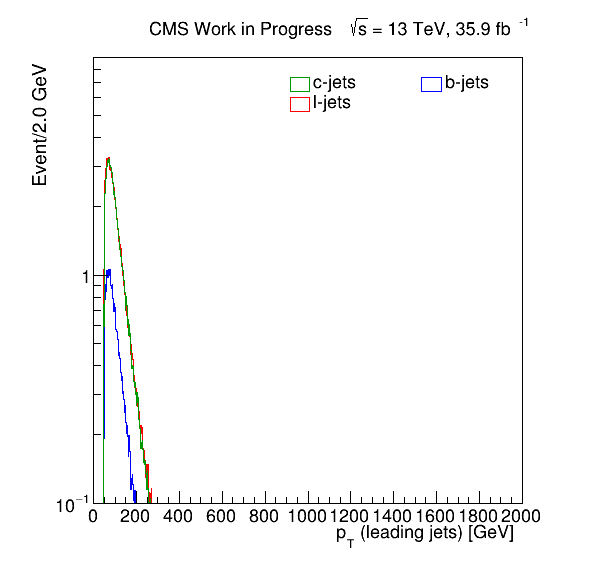 CMS Work in Progress √s = 13 TeV, 35.9 fb⁻¹
Event/2.0 GeV
c-jets b-jets
l-jets
1
10⁻¹
0 200 400 600 800 1000 1200 1400 1600 1800 2000
p_T (leading jets) [GeV]